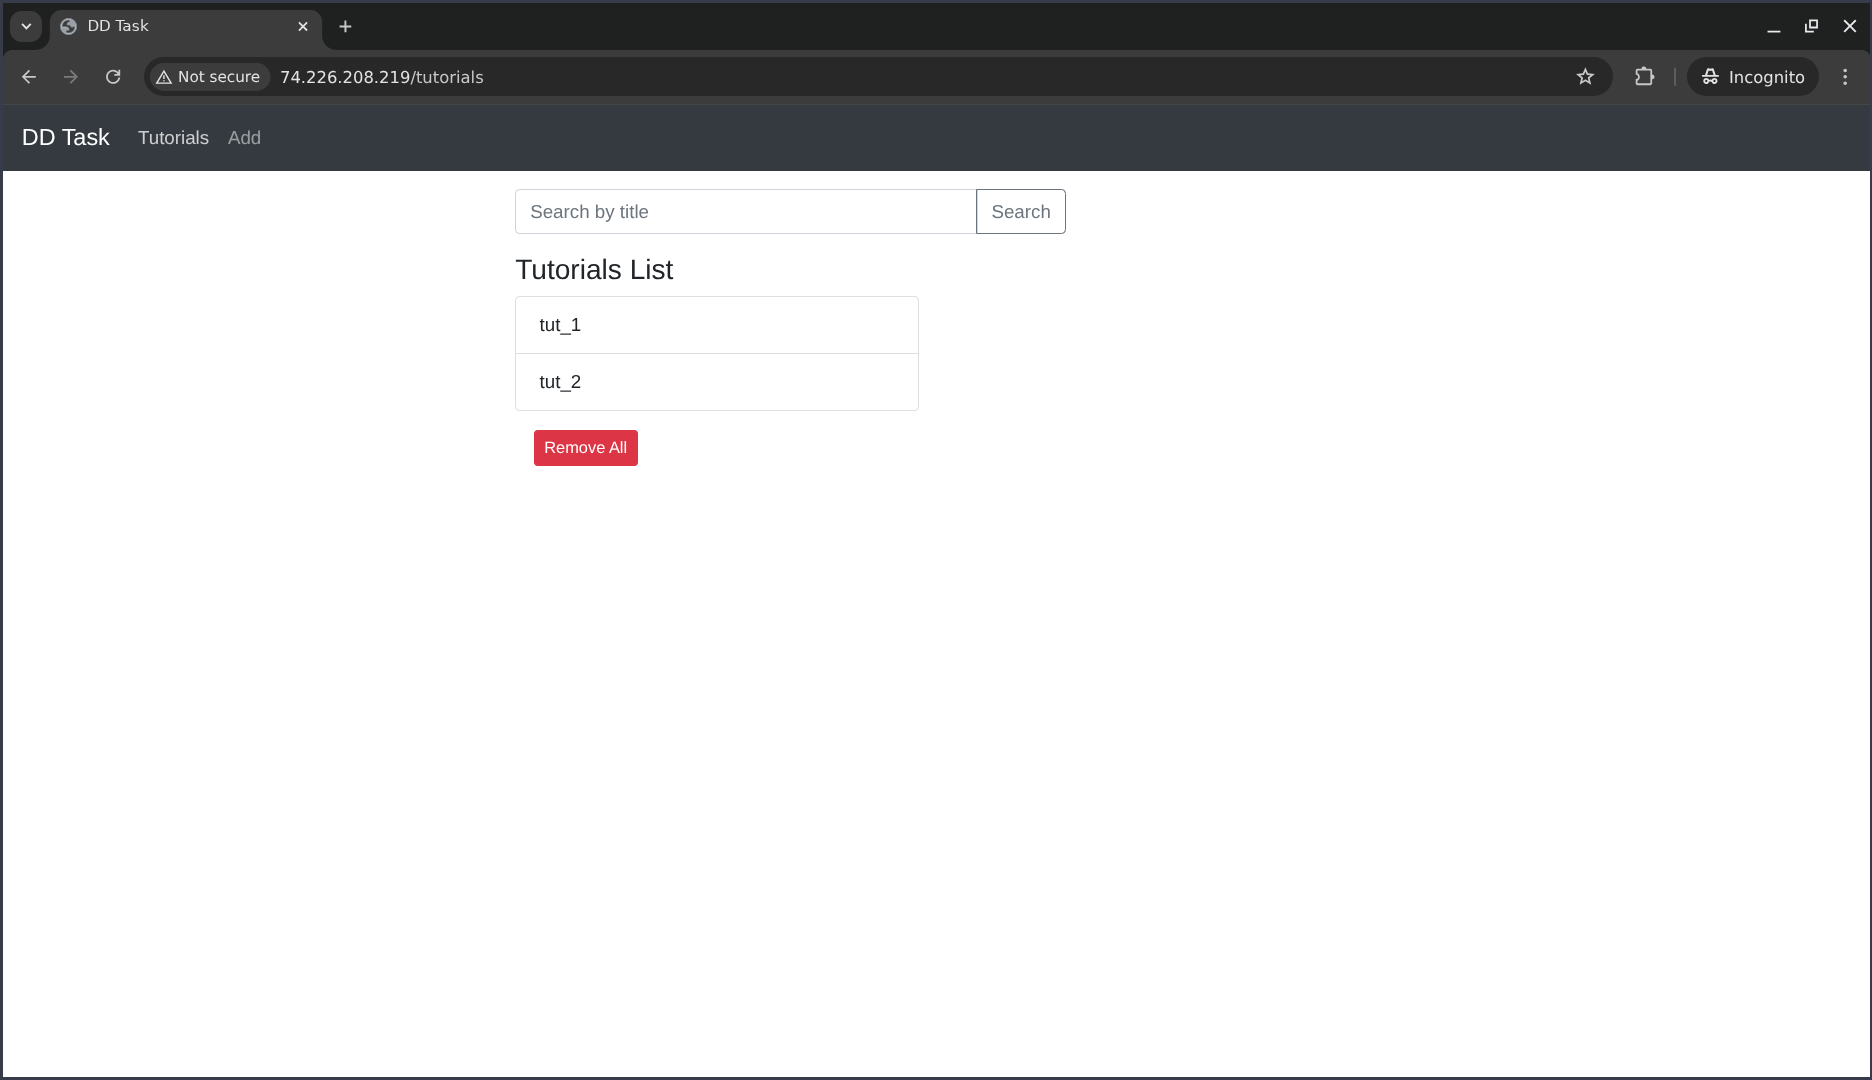 DD Task
Not secure 74.226.208.219/tutorials Incognito
DD Task Tutorials Add
Search by title Search
Tutorials List
tut_1
tut_2
Remove All